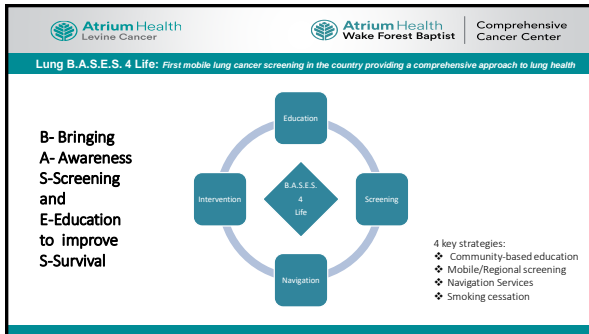 Atrium Health
Levine Cancer
Atrium Health
Wake Forest Baptist
Comprehensive
Cancer Center
Lung B.A.S.E.S. 4 Life: First mobile lung cancer screening in the country providing a comprehensive approach to lung health
B- Bringing
A- Awareness
S-Screening
and
E-Education
to improve
S-Survival
Education
Intervention
B.A.S.E.S.
4
Life
Screening
Navigation
4 key strategies:
❖ Community-based education
❖ Mobile/Regional screening
❖ Navigation Services
❖ Smoking cessation